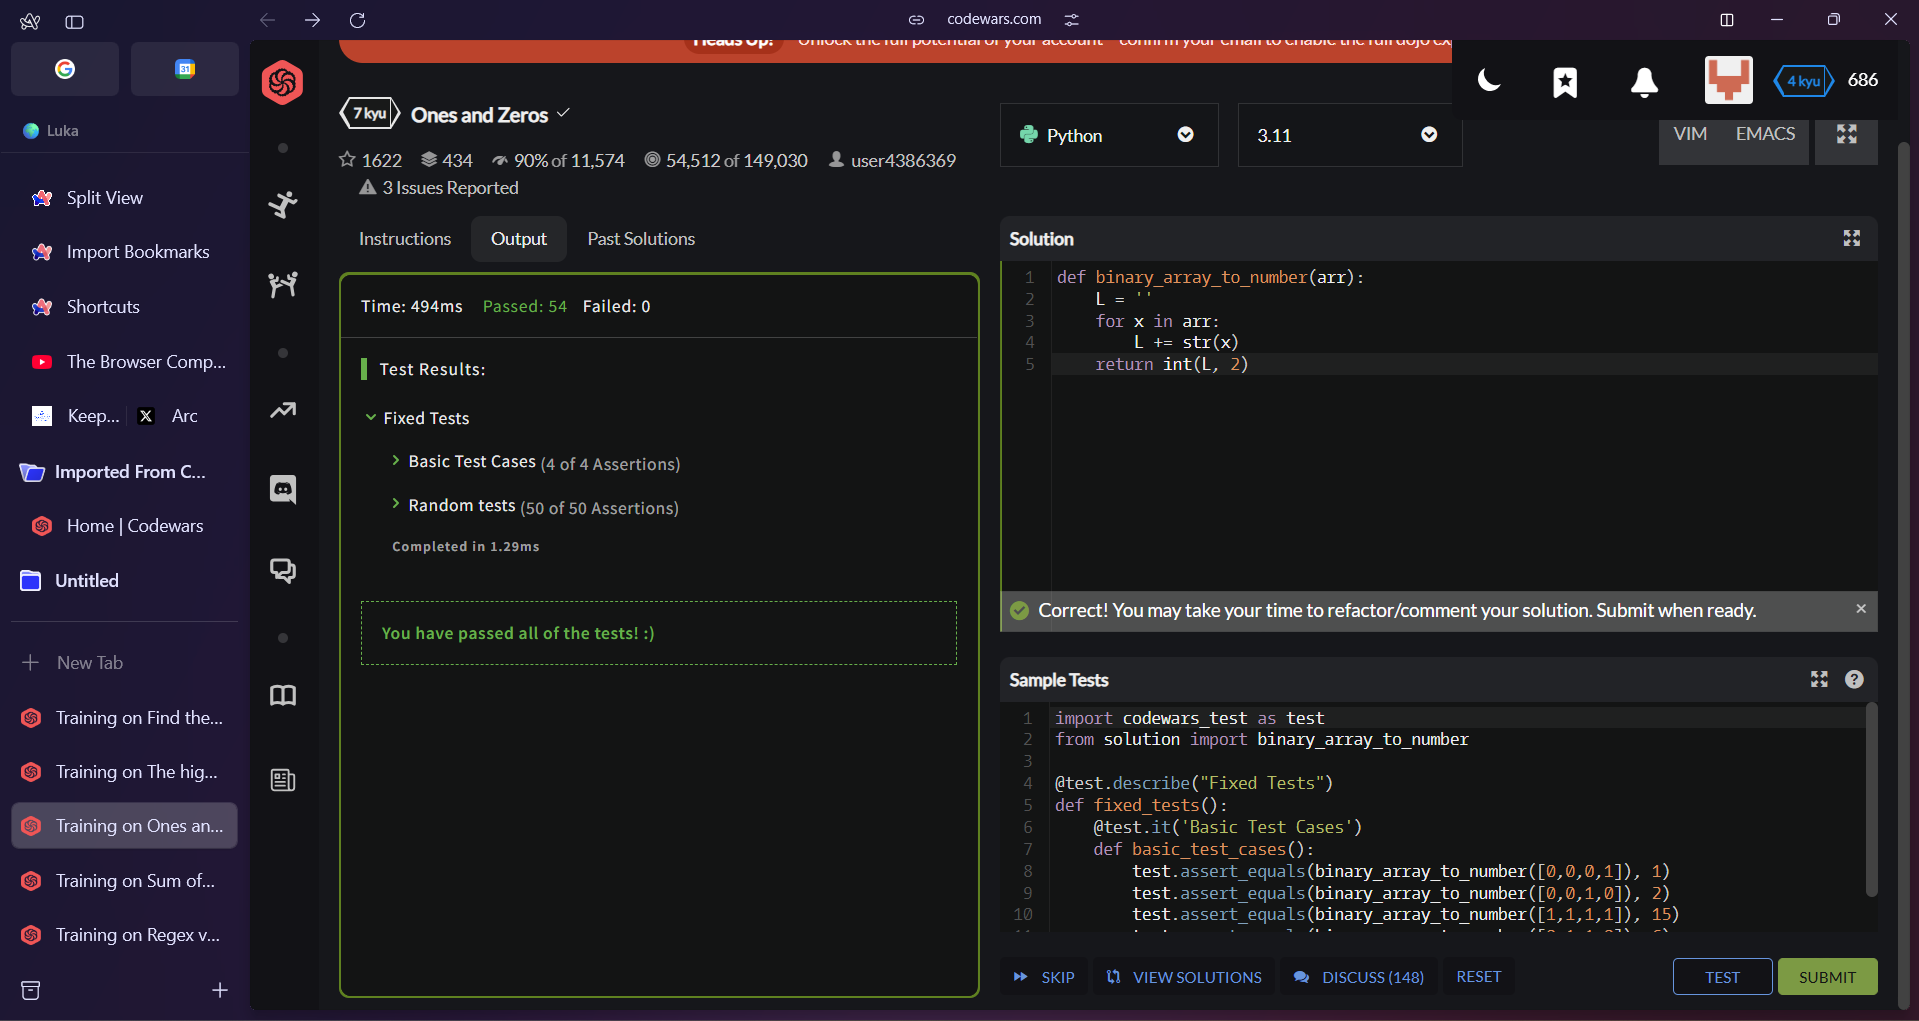 codewars.com
31
Luka
Split View
Import Bookmarks
Shortcuts
The Browser Comp...
Keep... X Arc
Imported From C...
Home | Codewars
Untitled
New Tab
Training on Find the...
Training on The hig...
Training on Ones an...
Training on Sum of...
Training on Regex v...
Heads Up! Unlock the full potential of your account
4 kyu 686
7 kyu Ones and Zeros
1622 434 90% of 11,574 54,512 of 149,030 user4386369
3 Issues Reported
Python
3.11
VIM EMACS
Instructions Output Past Solutions
Time: 494ms Passed: 54 Failed: 0
Test Results:
Fixed Tests
Basic Test Cases (4 of 4 Assertions)
Random tests (50 of 50 Assertions)
Completed in 1.29ms
You have passed all of the tests! :)
Solution
1 def binary_array_to_number(arr):
2 L = ''
3 for x in arr:
4 L += str(x)
5 return int(L, 2)
Correct! You may take your time to refactor/comment your solution. Submit when ready.
Sample Tests
1 import codewars_test as test
2 from solution import binary_array_to_number
3
4 @test.describe("Fixed Tests")
5 def fixed_tests():
6 @test.it('Basic Test Cases')
7 def basic_test_cases():
8 test.assert_equals(binary_array_to_number([0,0,0,1]), 1)
9 test.assert_equals(binary_array_to_number([0,0,1,0]), 2)
10 test.assert_equals(binary_array_to_number([1,1,1,1]), 15)
SKIP VIEW SOLUTIONS DISCUSS (148) RESET
TEST SUBMIT